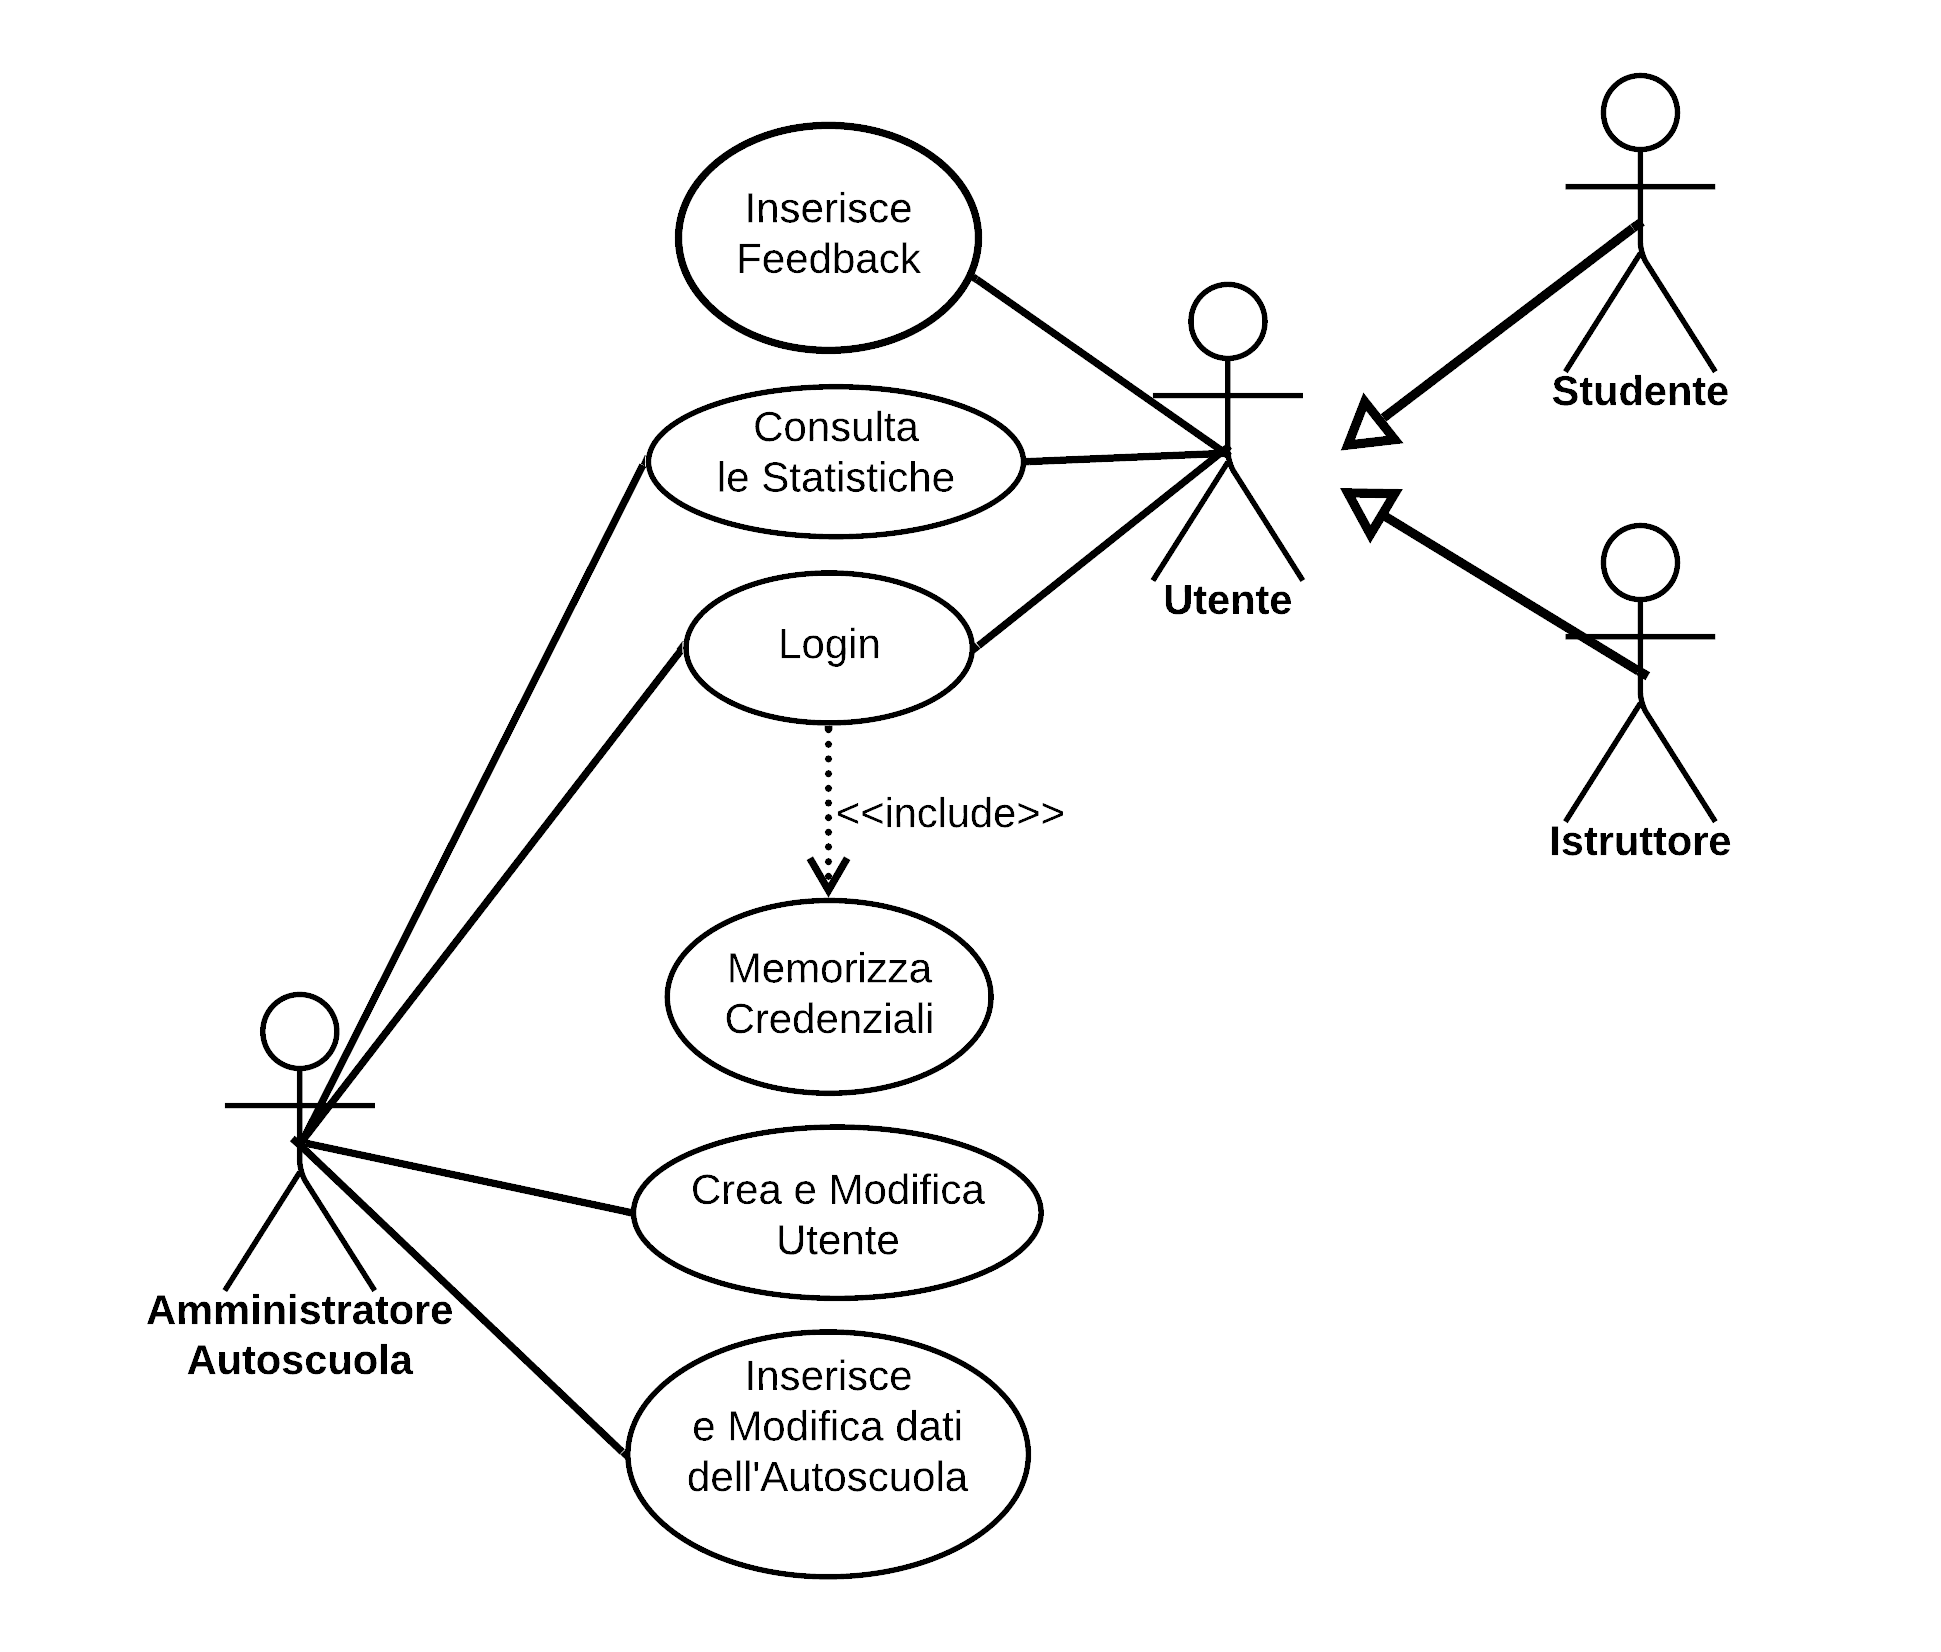 Inserisce
Feedback
Studente
Consulta
le Statistiche
Utente
Login
<<include>>
Istruttore
Memorizza
Credenziali
Crea e Modifica
Utente
Amministratore
Autoscuola
Inserisce
e Modifica dati
dell'Autoscuola